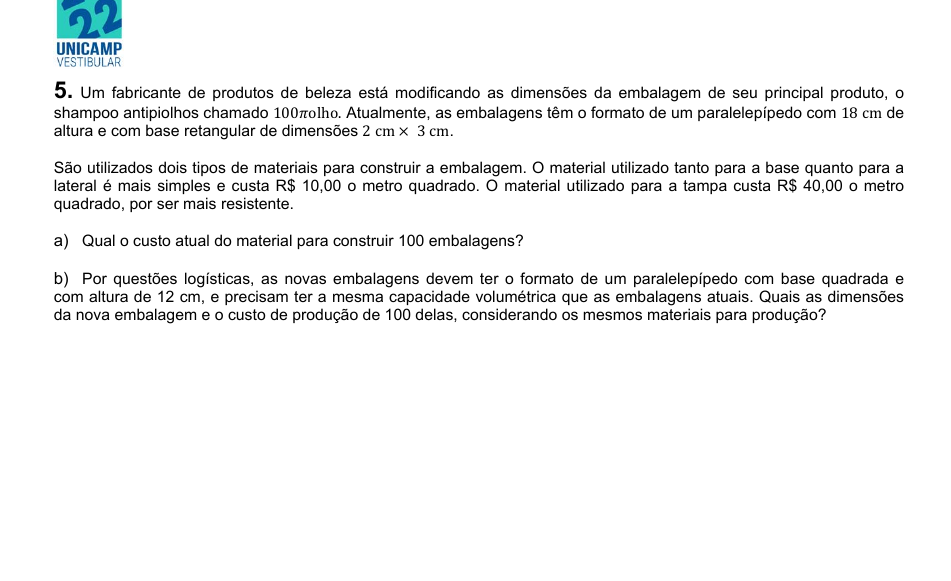 22
UNICAMP
VESTIBULAR
5. Um fabricante de produtos de beleza está modificando as dimensões da embalagem de seu principal produto, o
shampoo antipiolhos chamado 100πolho. Atualmente, as embalagens têm o formato de um paralelepípedo com 18 cm de
altura e com base retangular de dimensões 2 cm × 3 cm.
São utilizados dois tipos de materiais para construir a embalagem. O material utilizado tanto para a base quanto para a
lateral é mais simples e custa R$ 10,00 o metro quadrado. O material utilizado para a tampa custa R$ 40,00 o metro
quadrado, por ser mais resistente.
a) Qual o custo atual do material para construir 100 embalagens?
b) Por questões logísticas, as novas embalagens devem ter o formato de um paralelepípedo com base quadrada e
com altura de 12 cm, e precisam ter a mesma capacidade volumétrica que as embalagens atuais. Quais as dimensões
da nova embalagem e o custo de produção de 100 delas, considerando os mesmos materiais para produção?